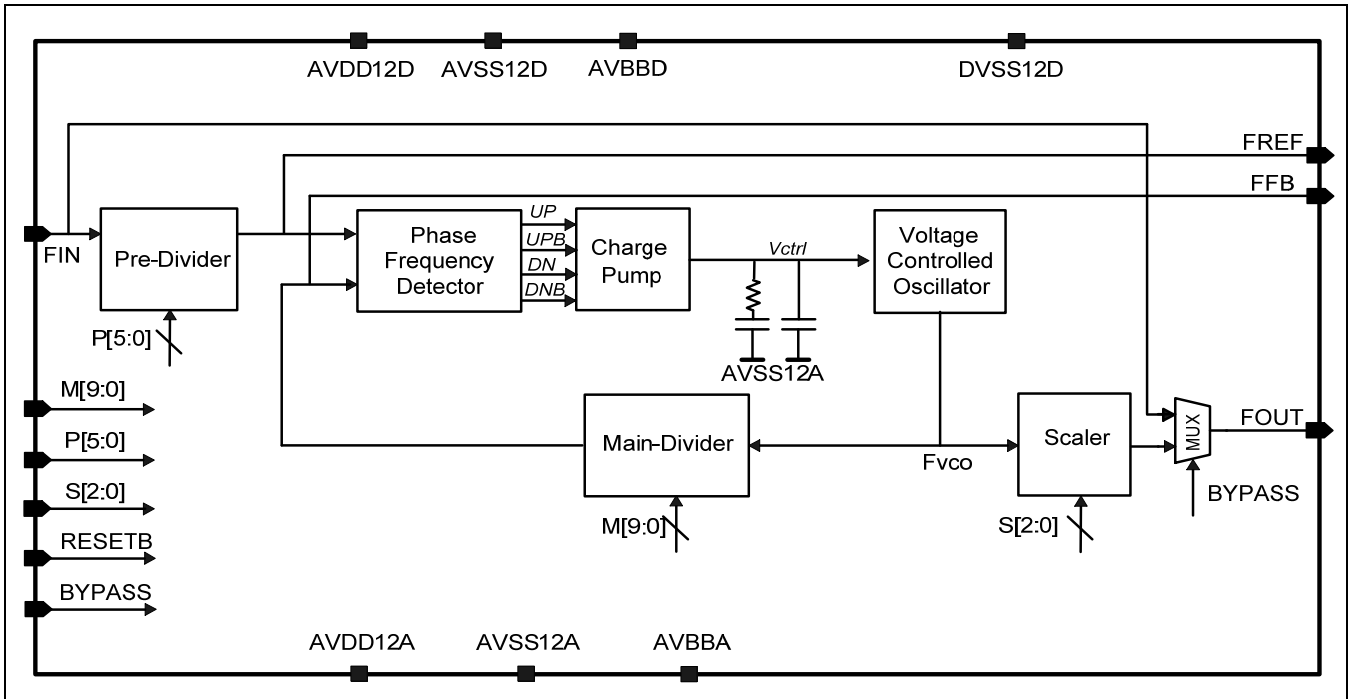 AVDD12D
AVSS12D
AVBBD
DVSS12D
FREF
FFB
FIN
Pre-Divider
P[5:0]
Phase
Frequency
Detector
UP
UPB
DN
DNB
Charge
Pump
Vctrl
AVSS12A
Voltage
Controlled
Oscillator
M[9:0]
P[5:0]
S[2:0]
RESETB
BYPASS
Main-Divider
M[9:0]
Fvco
Scaler
S[2:0]
MUX
FOUT
BYPASS
AVDD12A
AVSS12A
AVBBA